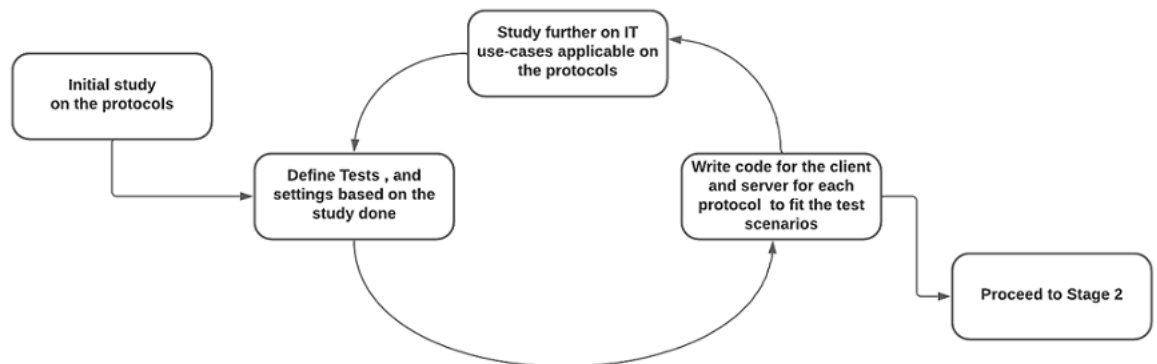 Initial study
on the protocols
Define Tests , and
settings based on the
study done
Study further on IT
use-cases applicable on
the protocols
Write code for the client
and server for each
protocol to fit the test
scenarios
Proceed to Stage 2